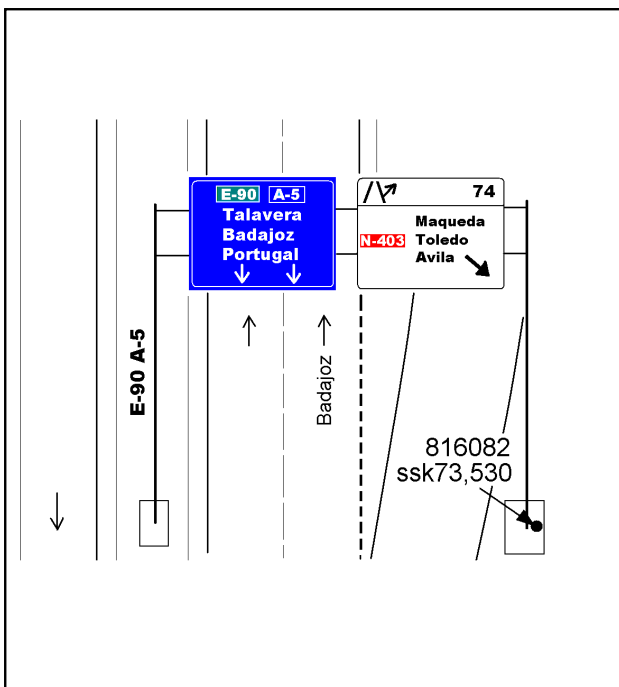 E-90 A-5
Talavera
Badajoz
Portugal
74
Maqueda
N-403 Toledo
Avila
E-90 A-5
Badajoz
816082
ssk73,530